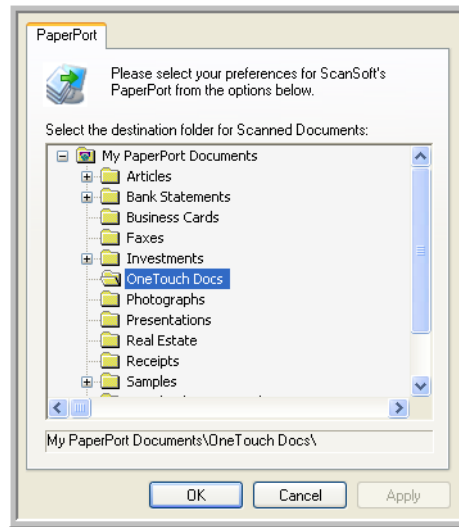 PaperPort
Please select your preferences for ScanSoft's
PaperPort from the options below.
Select the destination folder for Scanned Documents:
My PaperPort Documents
Articles
Bank Statements
Business Cards
Faxes
Investments
OneTouch Docs
Photographs
Presentations
Real Estate
Receipts
Samples
My PaperPort Documents\OneTouch Docs\
OK Cancel Apply